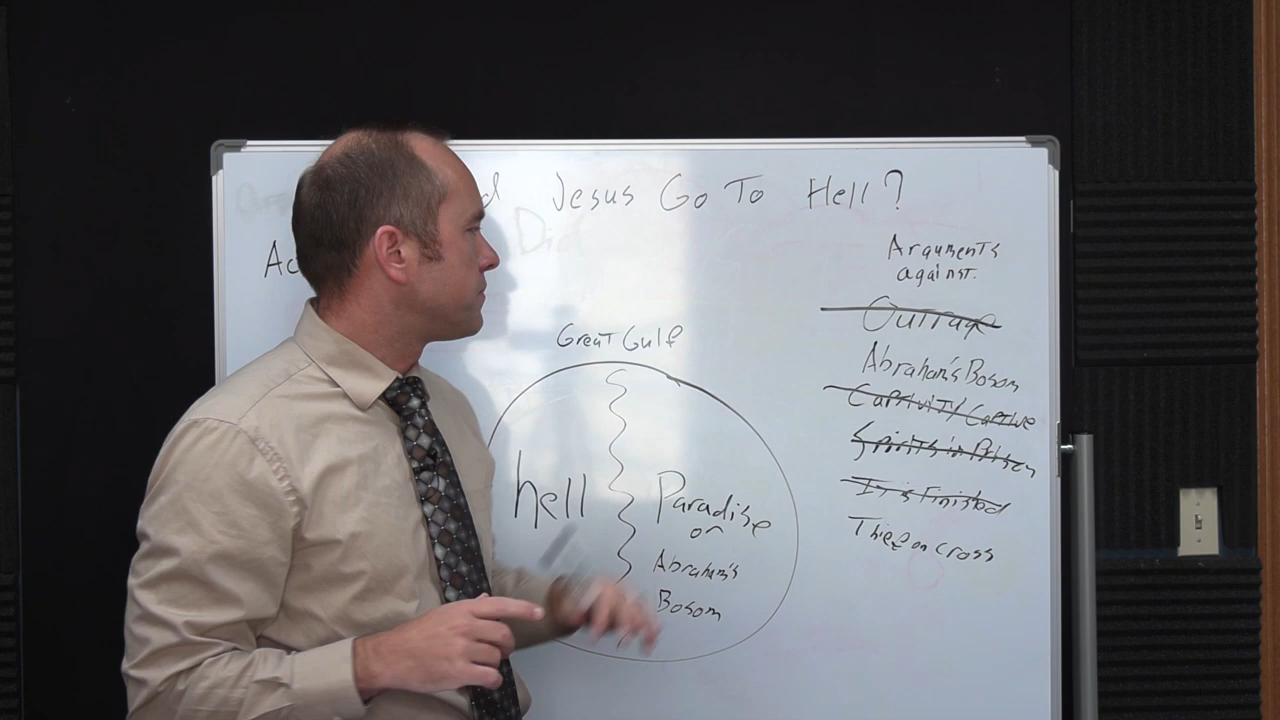 d Jesus Go To Hell?
Ac
Great Gulf
hell
Paradise
or
Abraham's
Bosom
Arguments
against.
Outrage
Abraham's Bosom
Captivity Captive
Spirits in Prison
It is Finished
Thief on cross